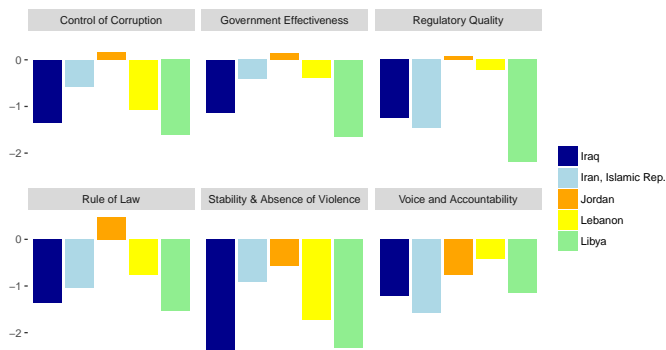 Control of Corruption
Government Effectiveness
Regulatory Quality
0
−1
−2
Rule of Law
Stability & Absence of Violence
Voice and Accountability
0
−1
−2
Iraq
Iran, Islamic Rep.
Jordan
Lebanon
Libya